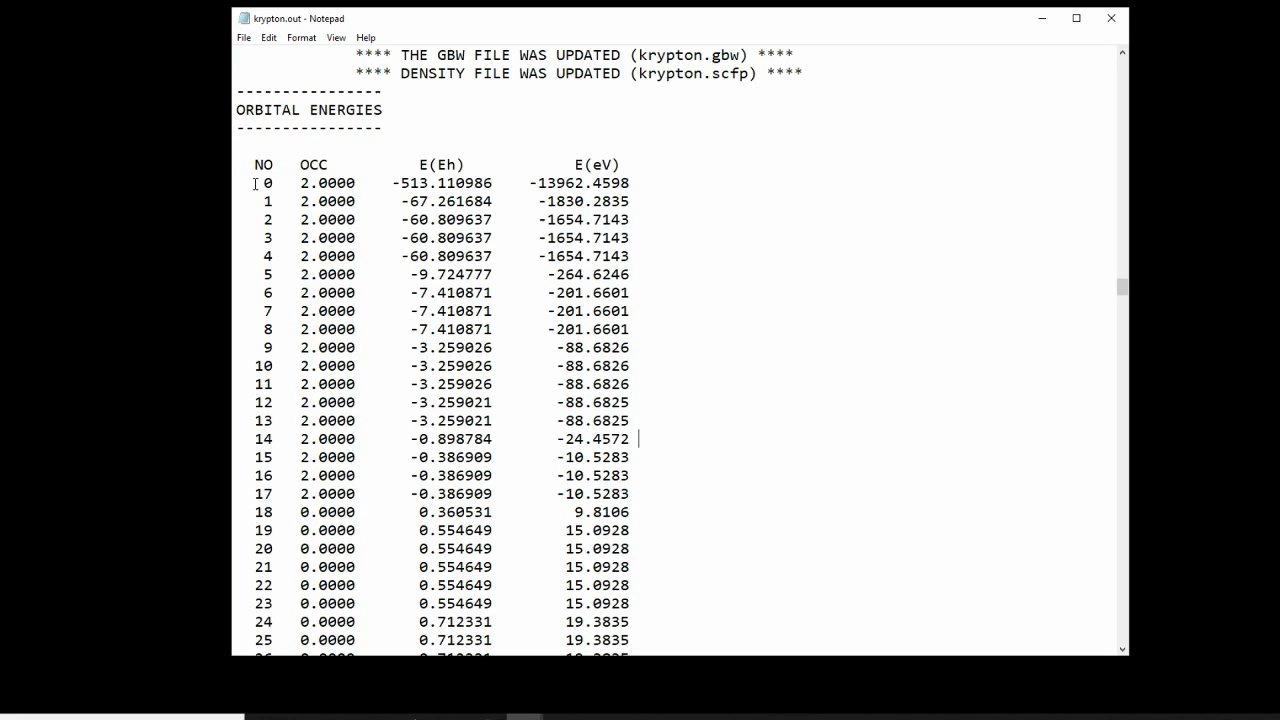 krypton.out - Notepad
File Edit Format View Help
**** THE GBW FILE WAS UPDATED (krypton.gbw) ****
**** DENSITY FILE WAS UPDATED (krypton.scfp) ****
----------------
ORBITAL ENERGIES
----------------
NO OCC E(Eh) E(eV)
0 2.0000 -513.110986 -13962.4598
1 2.0000 -67.261684 -1830.2835
2 2.0000 -60.809637 -1654.7143
3 2.0000 -60.809637 -1654.7143
4 2.0000 -60.809637 -1654.7143
5 2.0000 -9.724777 -264.6246
6 2.0000 -7.410871 -201.6601
7 2.0000 -7.410871 -201.6601
8 2.0000 -7.410871 -201.6601
9 2.0000 -3.259026 -88.6826
10 2.0000 -3.259026 -88.6826
11 2.0000 -3.259026 -88.6826
12 2.0000 -3.259021 -88.6825
13 2.0000 -3.259021 -88.6825
14 2.0000 -0.898784 -24.4572
15 2.0000 -0.386909 -10.5283
16 2.0000 -0.386909 -10.5283
17 2.0000 -0.386909 -10.5283
18 0.0000 0.360531 9.8106
19 0.0000 0.554649 15.0928
20 0.0000 0.554649 15.0928
21 0.0000 0.554649 15.0928
22 0.0000 0.554649 15.0928
23 0.0000 0.554649 15.0928
24 0.0000 0.712331 19.3835
25 0.0000 0.712331 19.3835